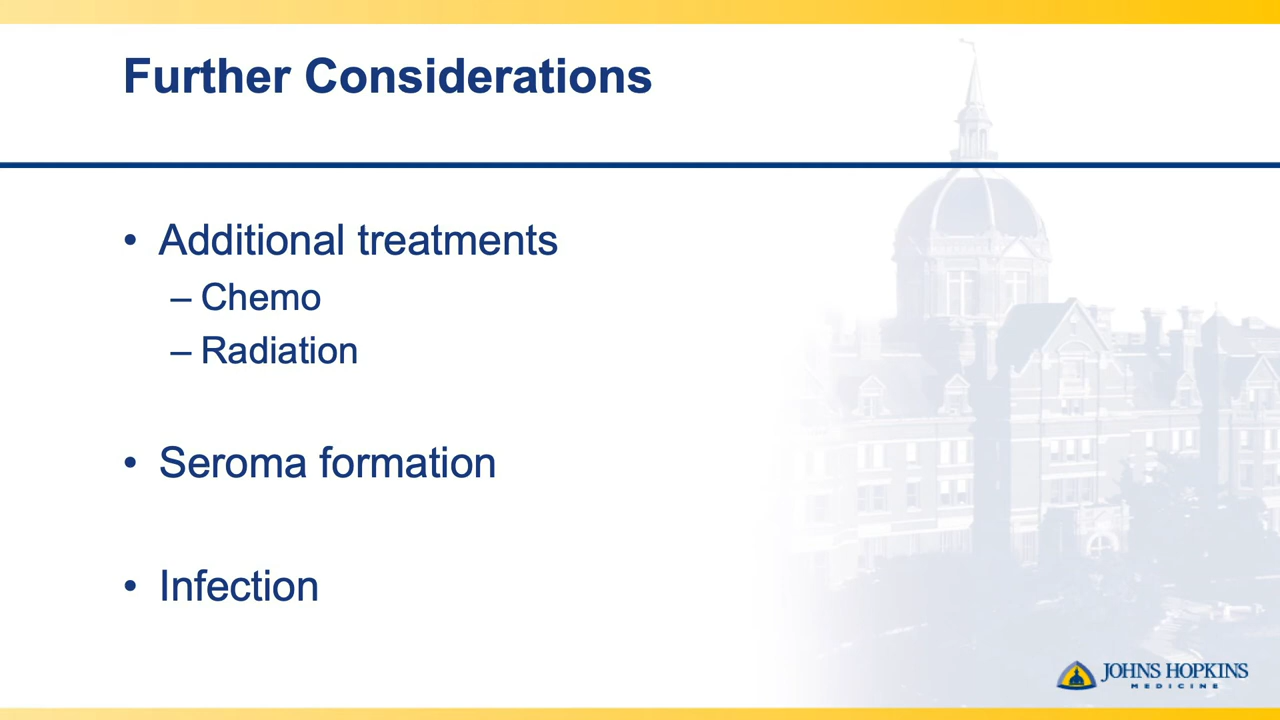 Further Considerations
• Additional treatments
– Chemo
– Radiation
• Seroma formation
• Infection
JOHNS HOPKINS
MEDICINE